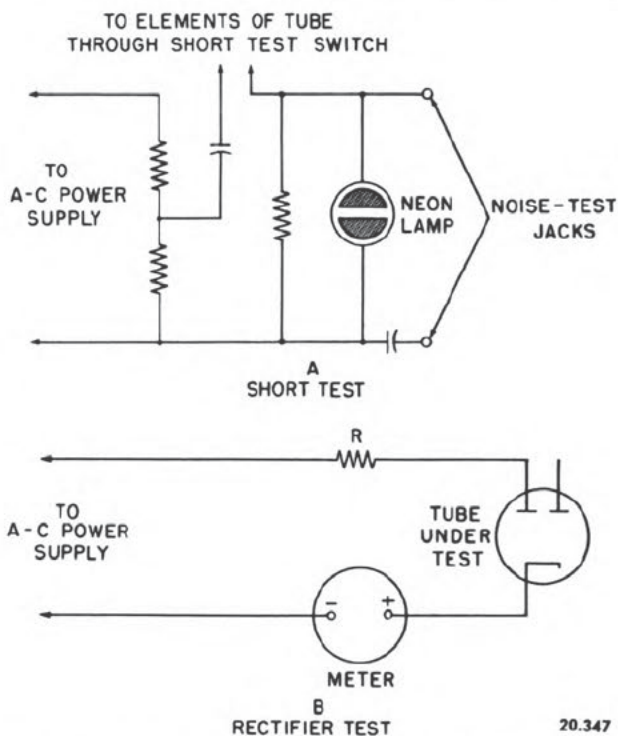 TO ELEMENTS OF TUBE
THROUGH SHORT TEST SWITCH
TO
A-C POWER
SUPPLY
NEON
LAMP
NOISE-TEST
JACKS
A
SHORT TEST
R
TO
A-C POWER
SUPPLY
TUBE
UNDER
TEST
- +
METER
B
RECTIFIER TEST
20.347